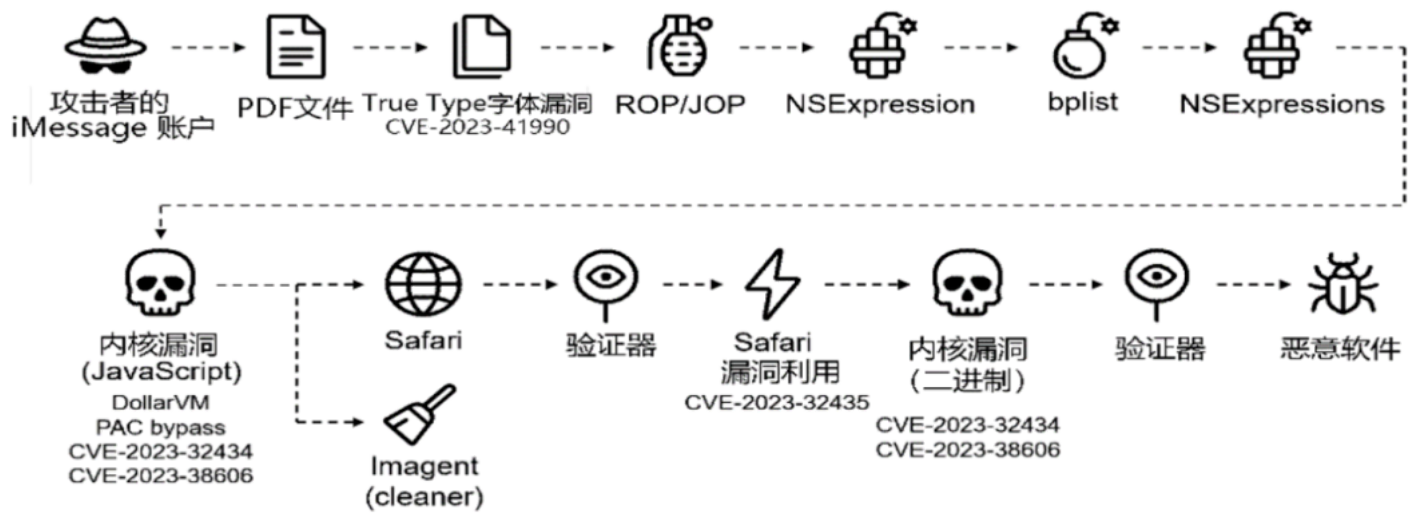 攻击者的
iMessage 账户
PDF文件
True Type字体漏洞
CVE-2023-41990
ROP/JOP
NSExpression
bplist
NSExpressions
内核漏洞
(JavaScript)
DollarVM
PAC bypass
CVE-2023-32434
CVE-2023-38606
Safari
Imagent
(cleaner)
验证器
Safari
漏洞利用
CVE-2023-32435
内核漏洞
（二进制）
CVE-2023-32434
CVE-2023-38606
验证器
恶意软件